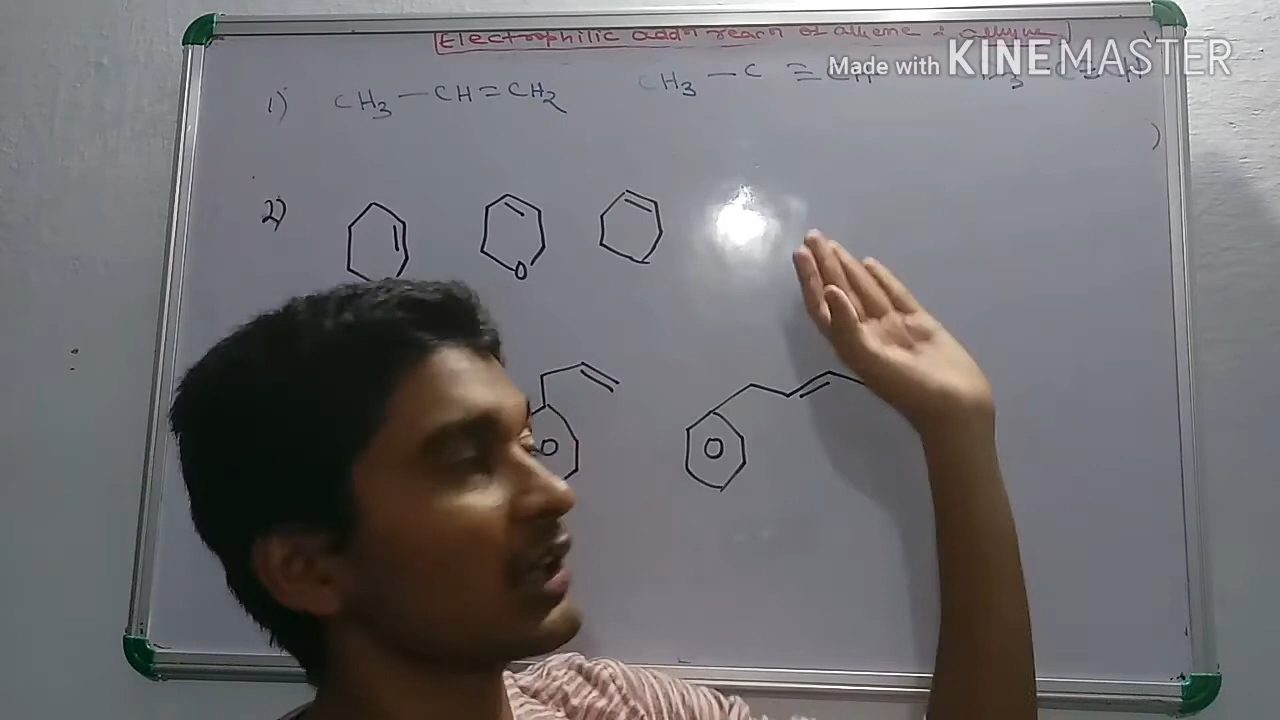 Electrophilic addn reacn of alkene & alkyne
Made with KINEMASTER
1) CH3 — CH = CH2 CH3 — C ≡ CH
2)
O
O
O